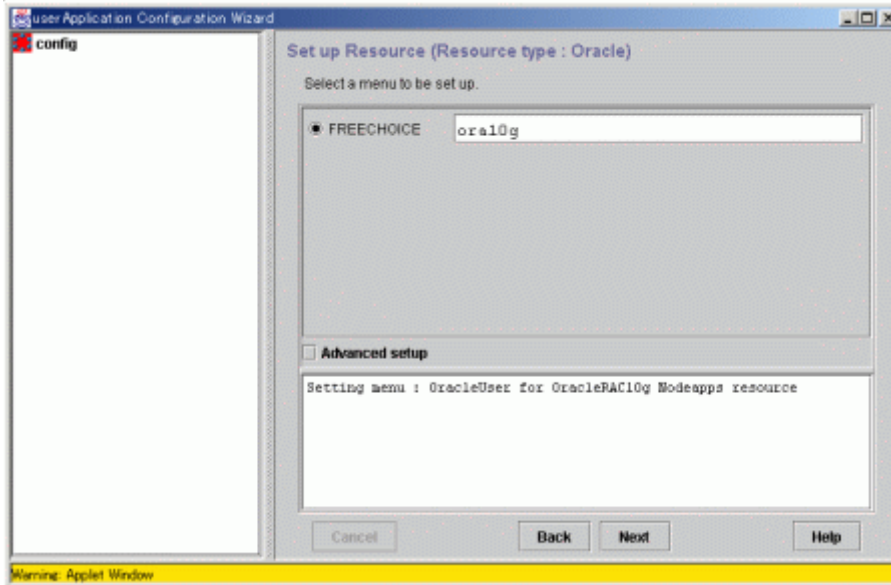 userApplication Configuration Wizard
config
Set up Resource (Resource type : Oracle)
Select a menu to be set up.
FREECHOICE
ora10g
Advanced setup
Setting menu : OracleUser for OracleRAC10g Nodeapps resource
Cancel
Back
Next
Help
Warning: Applet Window